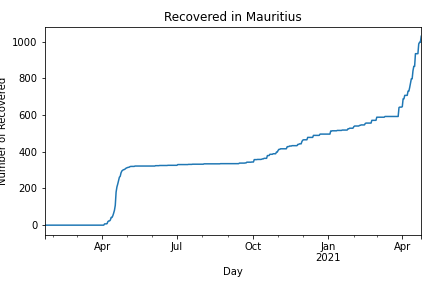 Recovered in Mauritius
Number of Recovered
1000
800
600
400
200
0
Apr Jul Oct Jan Apr
2021
Day